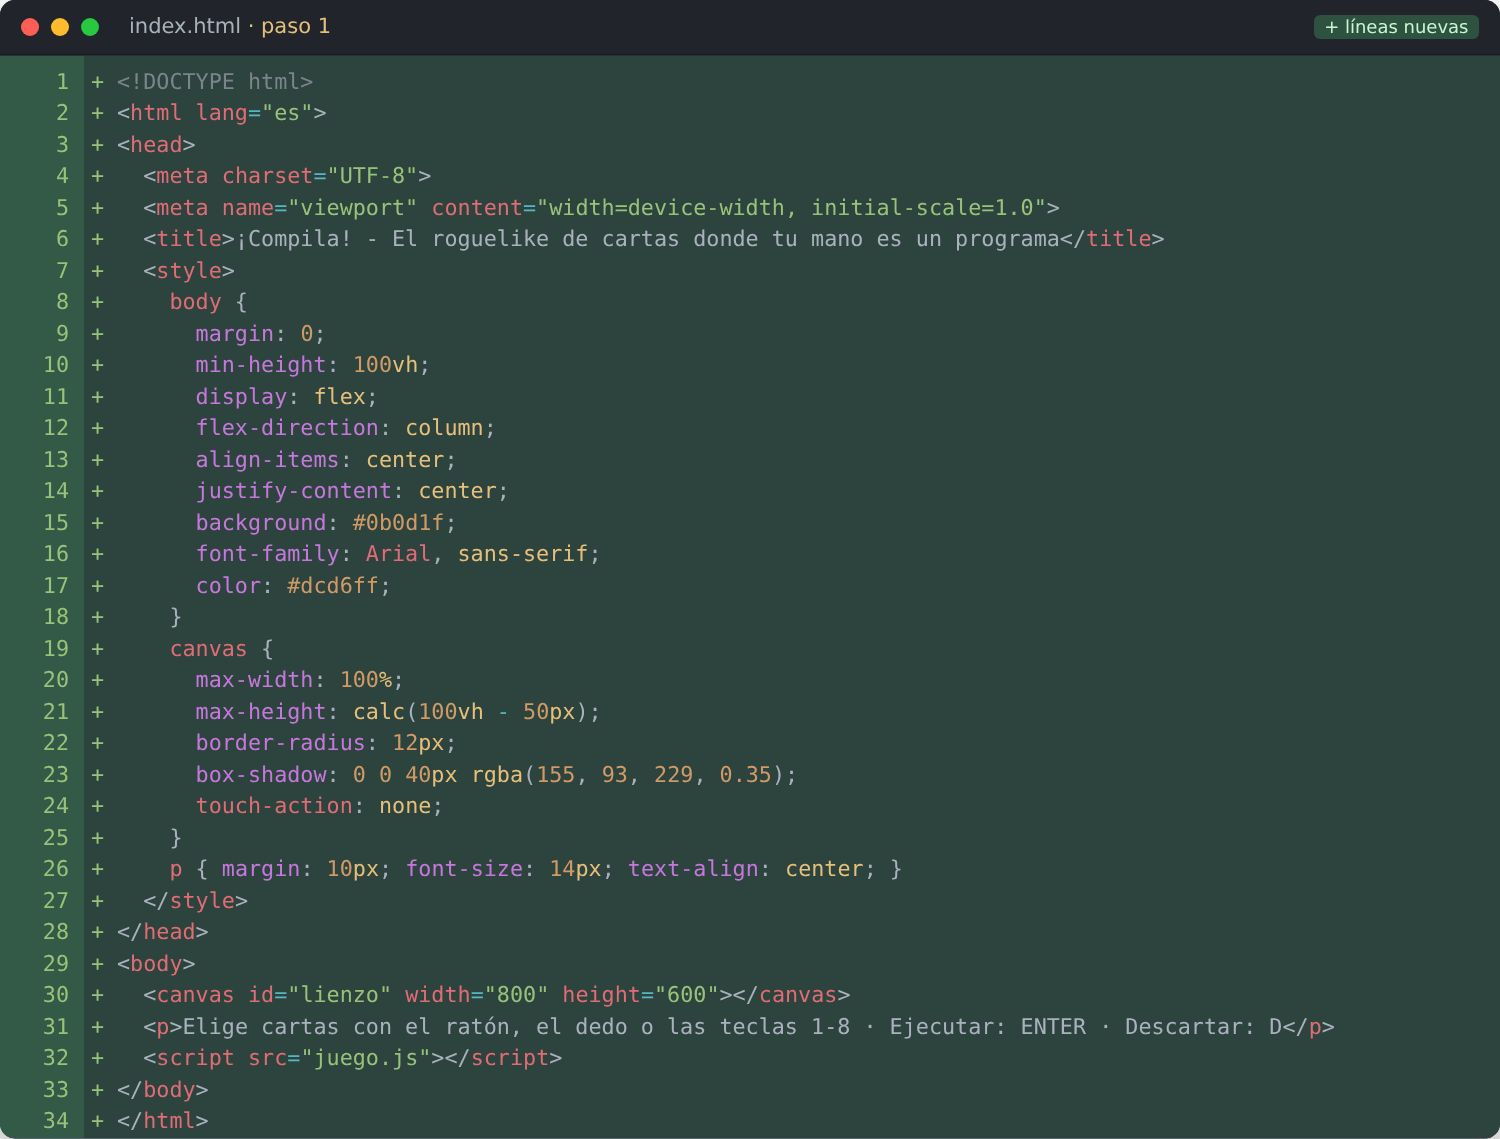 index.html · paso 1
+ líneas nuevas
1 + <!DOCTYPE html>
2 + <html lang="es">
3 + <head>
4 +   <meta charset="UTF-8">
5 +   <meta name="viewport" content="width=device-width, initial-scale=1.0">
6 +   <title>¡Compila! - El roguelike de cartas donde tu mano es un programa</title>
7 +   <style>
8 +     body {
9 +       margin: 0;
10 +       min-height: 100vh;
11 +       display: flex;
12 +       flex-direction: column;
13 +       align-items: center;
14 +       justify-content: center;
15 +       background: #0b0d1f;
16 +       font-family: Arial, sans-serif;
17 +       color: #dcd6ff;
18 +     }
19 +     canvas {
20 +       max-width: 100%;
21 +       max-height: calc(100vh - 50px);
22 +       border-radius: 12px;
23 +       box-shadow: 0 0 40px rgba(155, 93, 229, 0.35);
24 +       touch-action: none;
25 +     }
26 +     p { margin: 10px; font-size: 14px; text-align: center; }
27 +   </style>
28 + </head>
29 + <body>
30 +   <canvas id="lienzo" width="800" height="600"></canvas>
31 +   <p>Elige cartas con el ratón, el dedo o las teclas 1-8 · Ejecutar: ENTER · Descartar: D</p>
32 +   <script src="juego.js"></script>
33 + </body>
34 + </html>